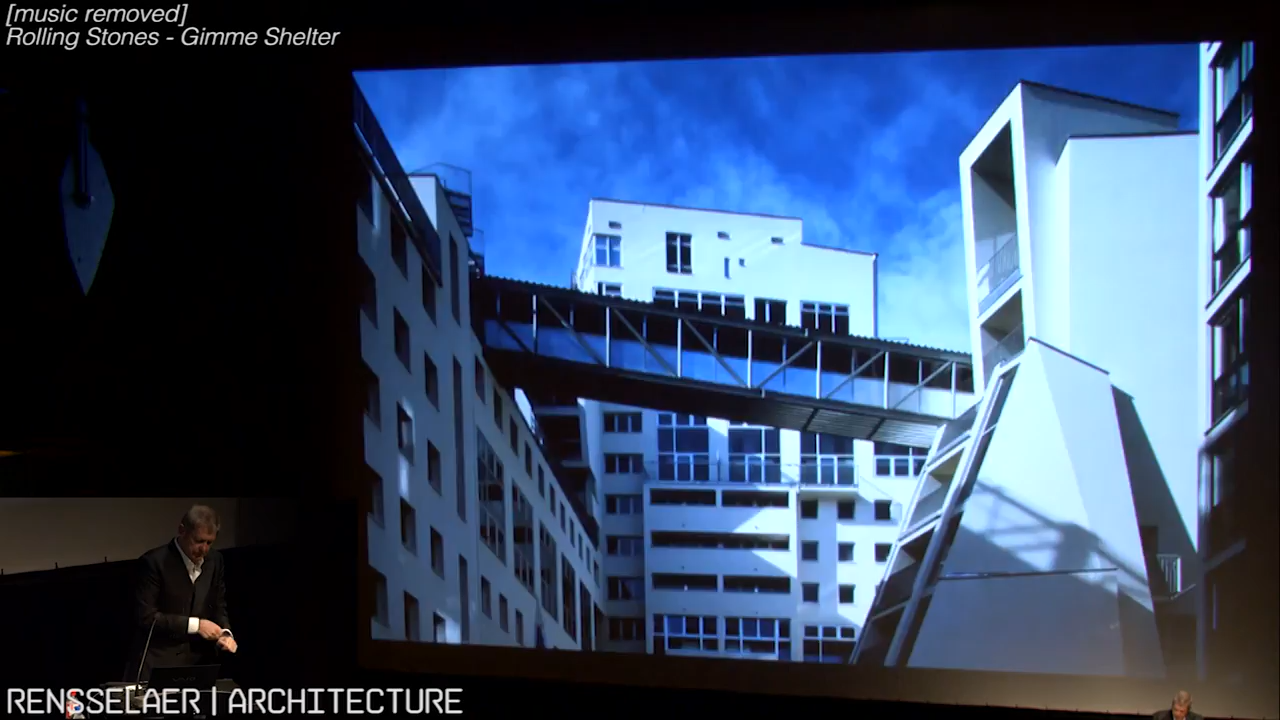 [music removed]
Rolling Stones - Gimme Shelter
RENSSELAER | ARCHITECTURE